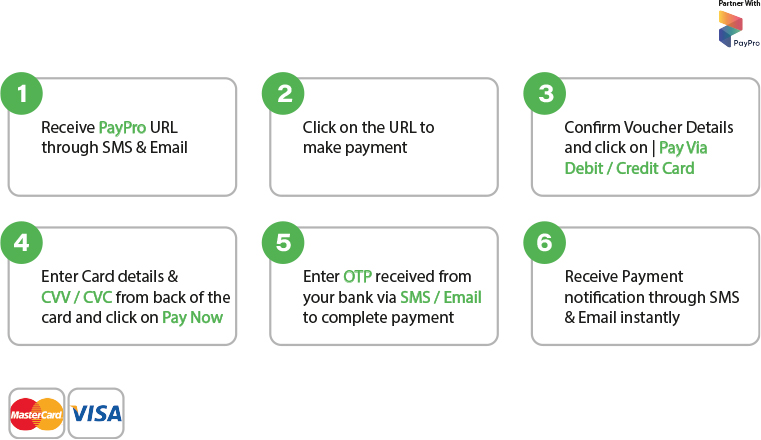 Partner With
PayPro
1
Receive PayPro URL
through SMS & Email
2
Click on the URL to
make payment
3
Confirm Voucher Details
and click on | Pay Via
Debit / Credit Card
4
Enter Card details &
CVV / CVC from back of the
card and click on Pay Now
5
Enter OTP received from
your bank via SMS / Email
to complete payment
6
Receive Payment
notification through SMS
& Email instantly
MasterCard
VISA